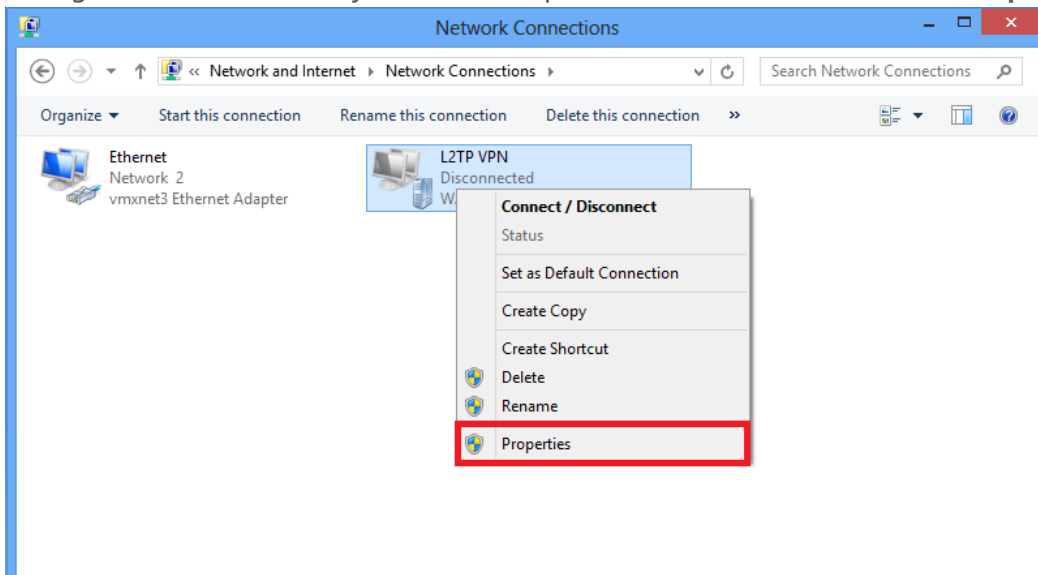 Network Connections
« Network and Internet ▸ Network Connections ▸
Search Network Connections
Organize ▾ Start this connection Rename this connection Delete this connection »
Ethernet
Network 2
vmxnet3 Ethernet Adapter
L2TP VPN
Disconnected
Connect / Disconnect
Status
Set as Default Connection
Create Copy
Create Shortcut
Delete
Rename
Properties